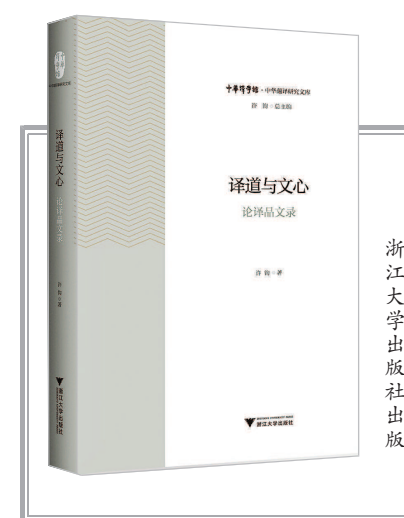 中華译学馆·中华翻译研究文库
许 钧◎总主编
译道与文心
论译品文录
许 钧◎著
浙江大学出版社
译道与文心
论译品文录
许 钧◎著
浙江大学出版社
浙江大学出版社出版